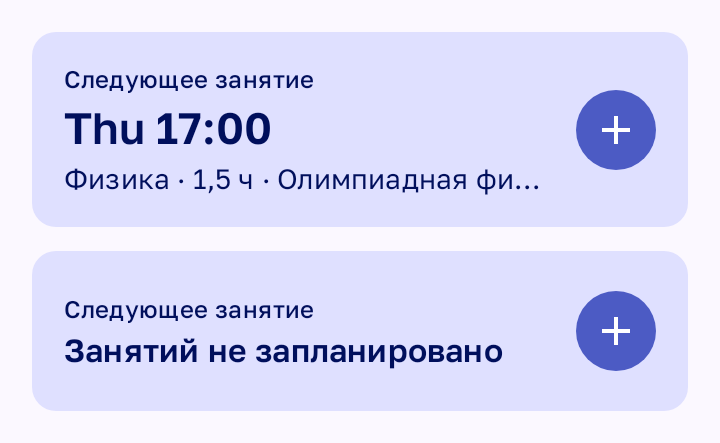 Следующее занятие
Thu 17:00
Физика · 1,5 ч · Олимпиадная фи…
Следующее занятие
Занятий не запланировано